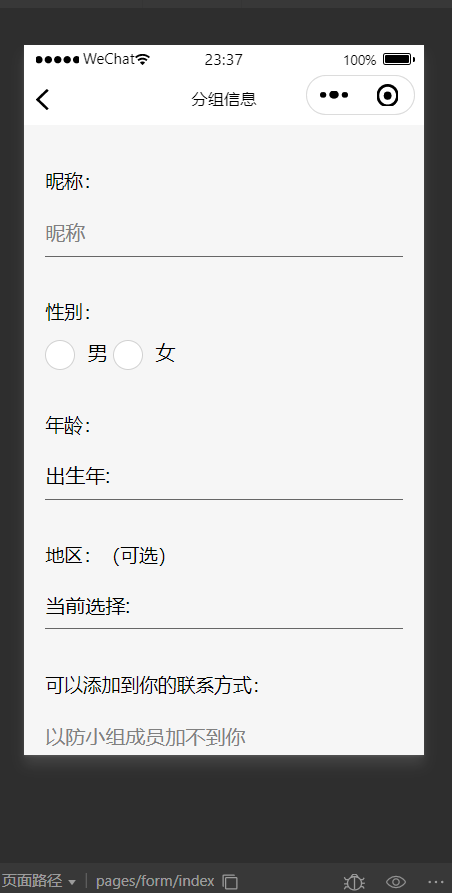 WeChat 23:37 100%
分组信息
昵称：
昵称
性别：
男 女
年龄：
出生年:
地区：（可选）
当前选择:
可以添加到你的联系方式：
以防小组成员加不到你
页面路径 pages/form/index